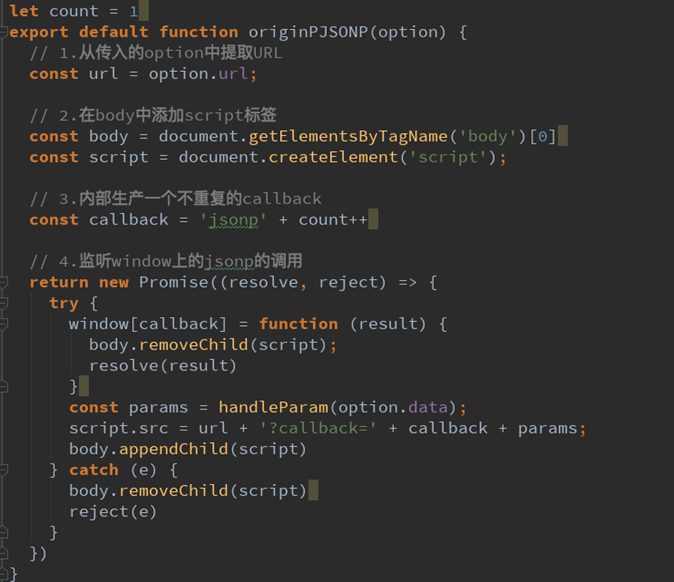 let count = 1
export default function originPJSONP(option) {
  // 1.从传入的option中提取URL
  const url = option.url;

  // 2.在body中添加script标签
  const body = document.getElementsByTagName('body')[0]
  const script = document.createElement('script');

  // 3.内部生产一个不重复的callback
  const callback = 'jsonp' + count++

  // 4.监听window上的jsonp的调用
  return new Promise((resolve, reject) => {
    try {
      window[callback] = function (result) {
        body.removeChild(script);
        resolve(result)
      }
      const params = handleParam(option.data);
      script.src = url + '?callback=' + callback + params;
      body.appendChild(script)
    } catch (e) {
      body.removeChild(script)
      reject(e)
    }
  })
}